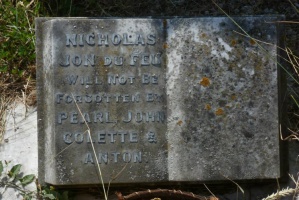 NICHOLAS
JON DU FEU
WILL NOT BE
FORGOTTEN BY
PEARL, JOHN
COLETTE &
ANTON